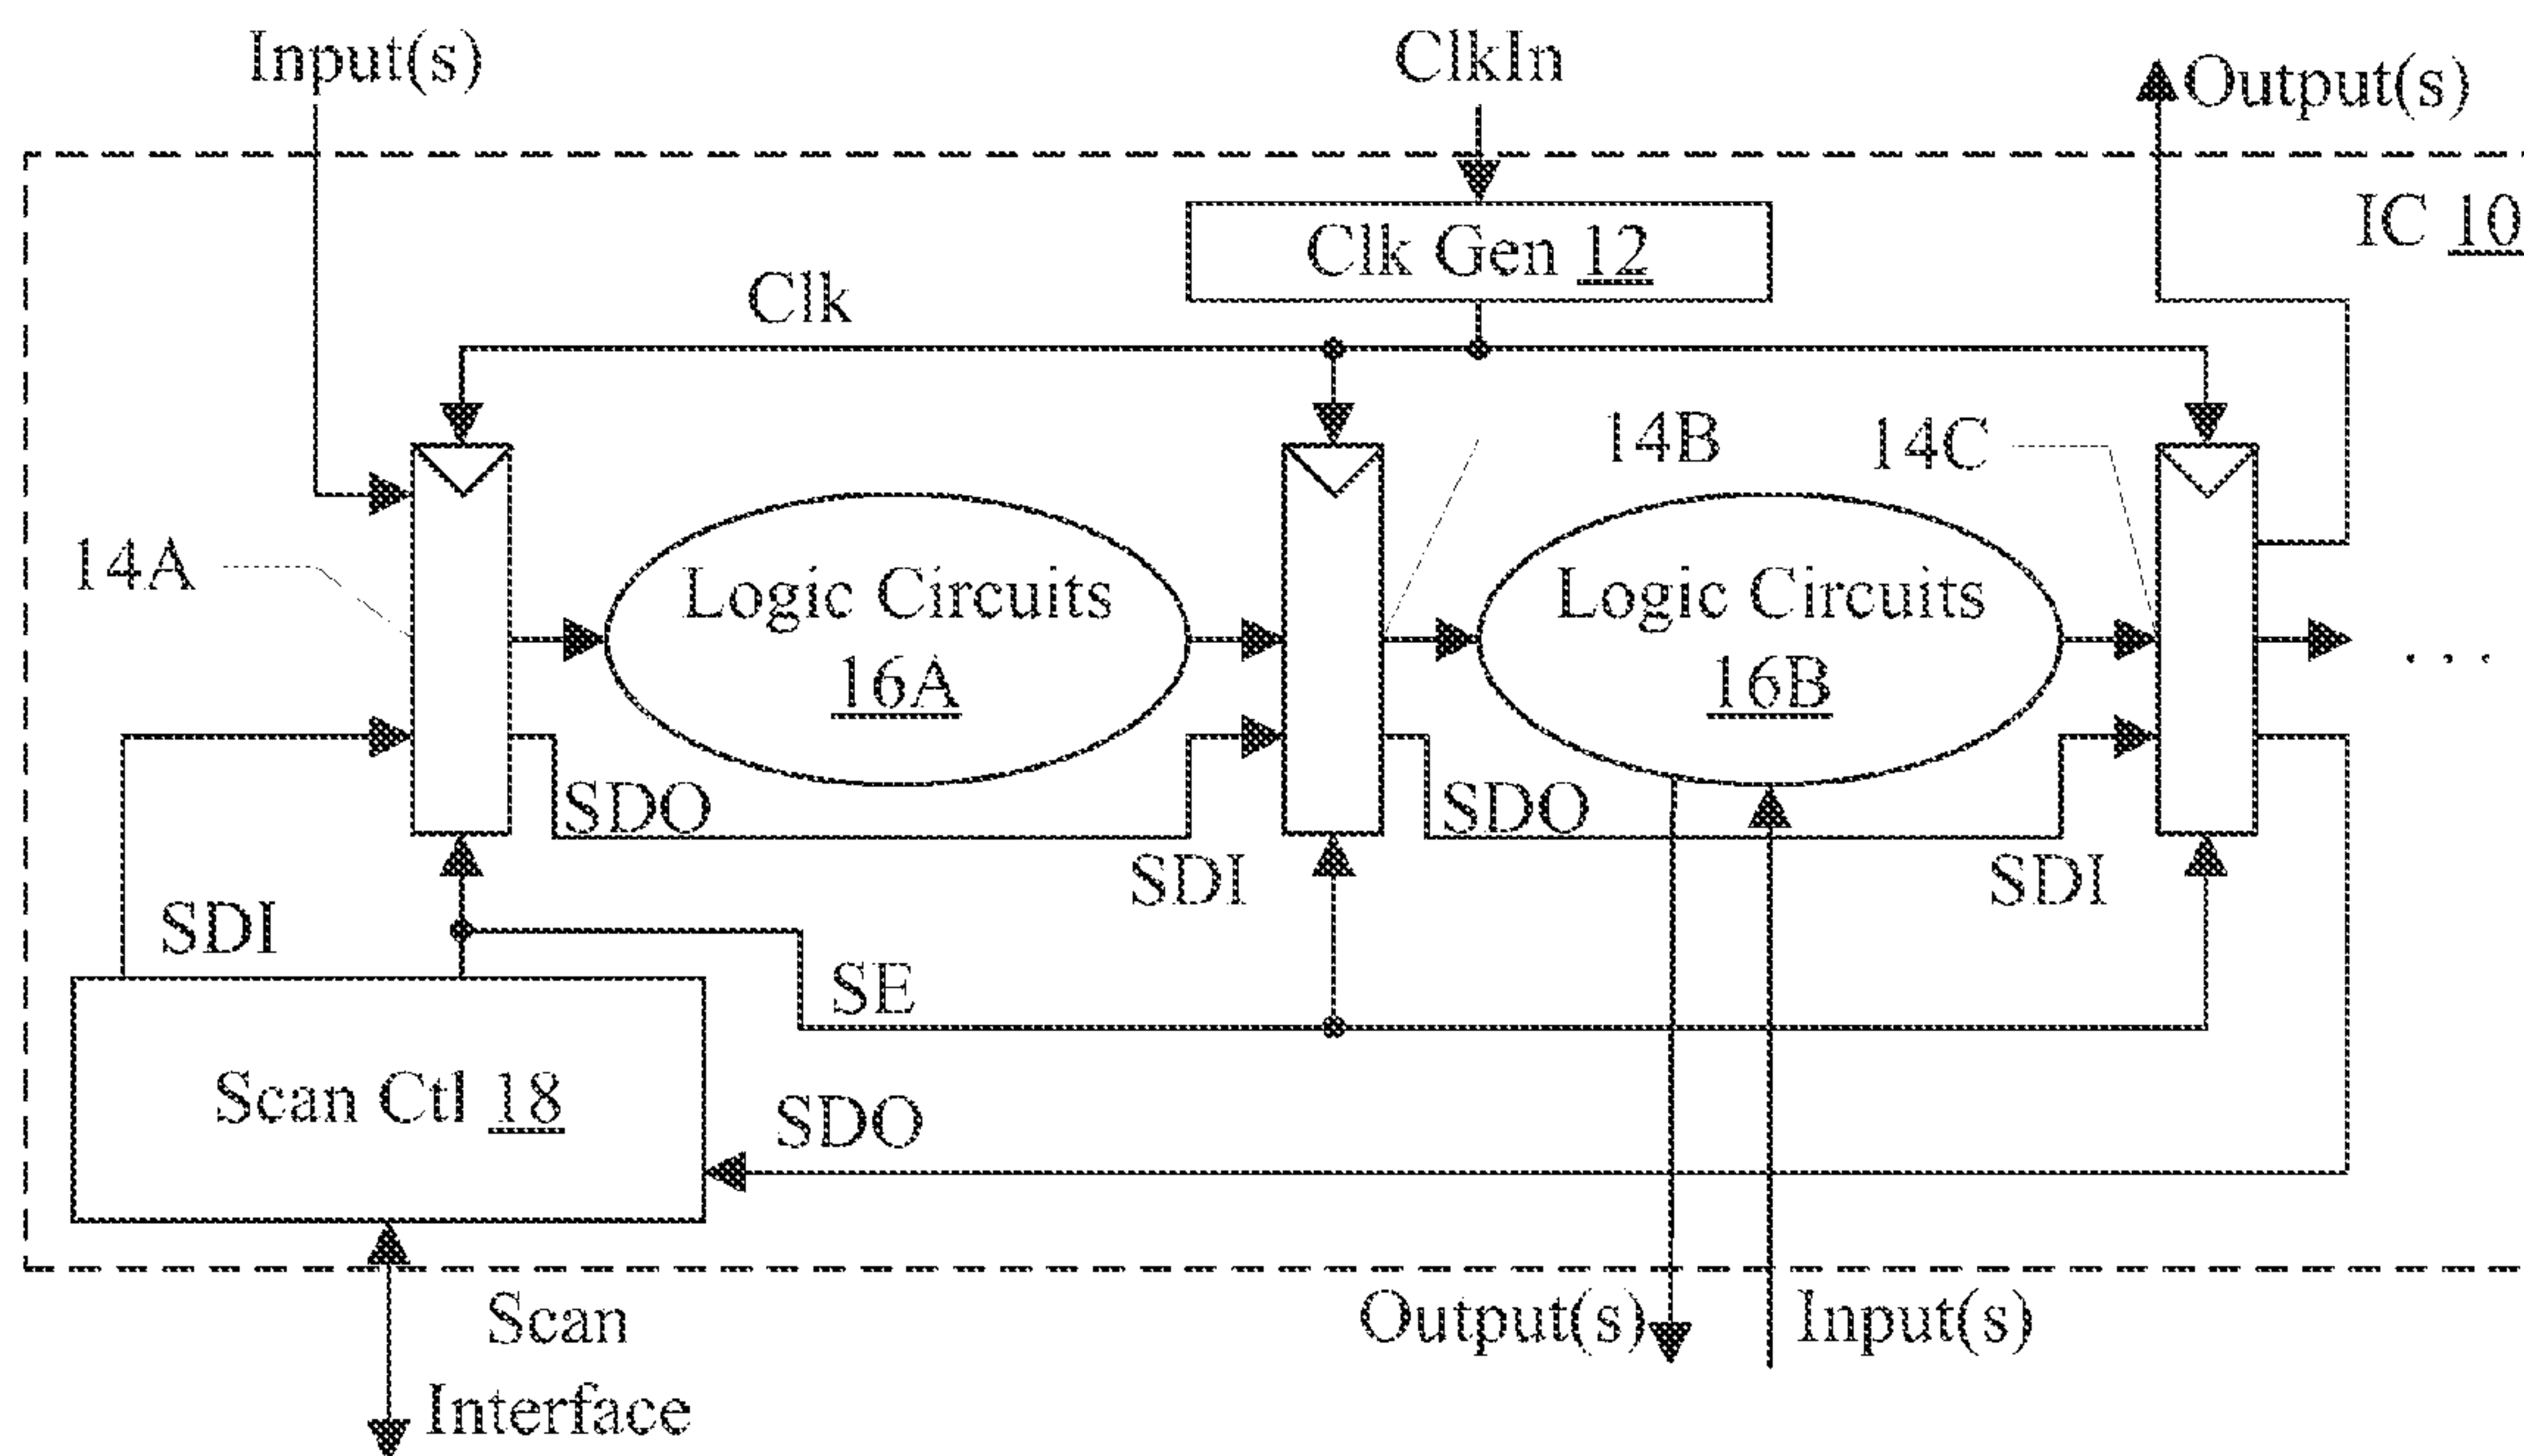 Input(s)
ClkIn
Output(s)
IC 10
Clk Gen 12
Clk
14B
14C
14A
Logic Circuits
16A
Logic Circuits
16B
SDO
SDO
SDI
SDI
SDI
SE
Scan Ctl 18
SDO
Scan
Interface
Output(s)
Input(s)
. . .